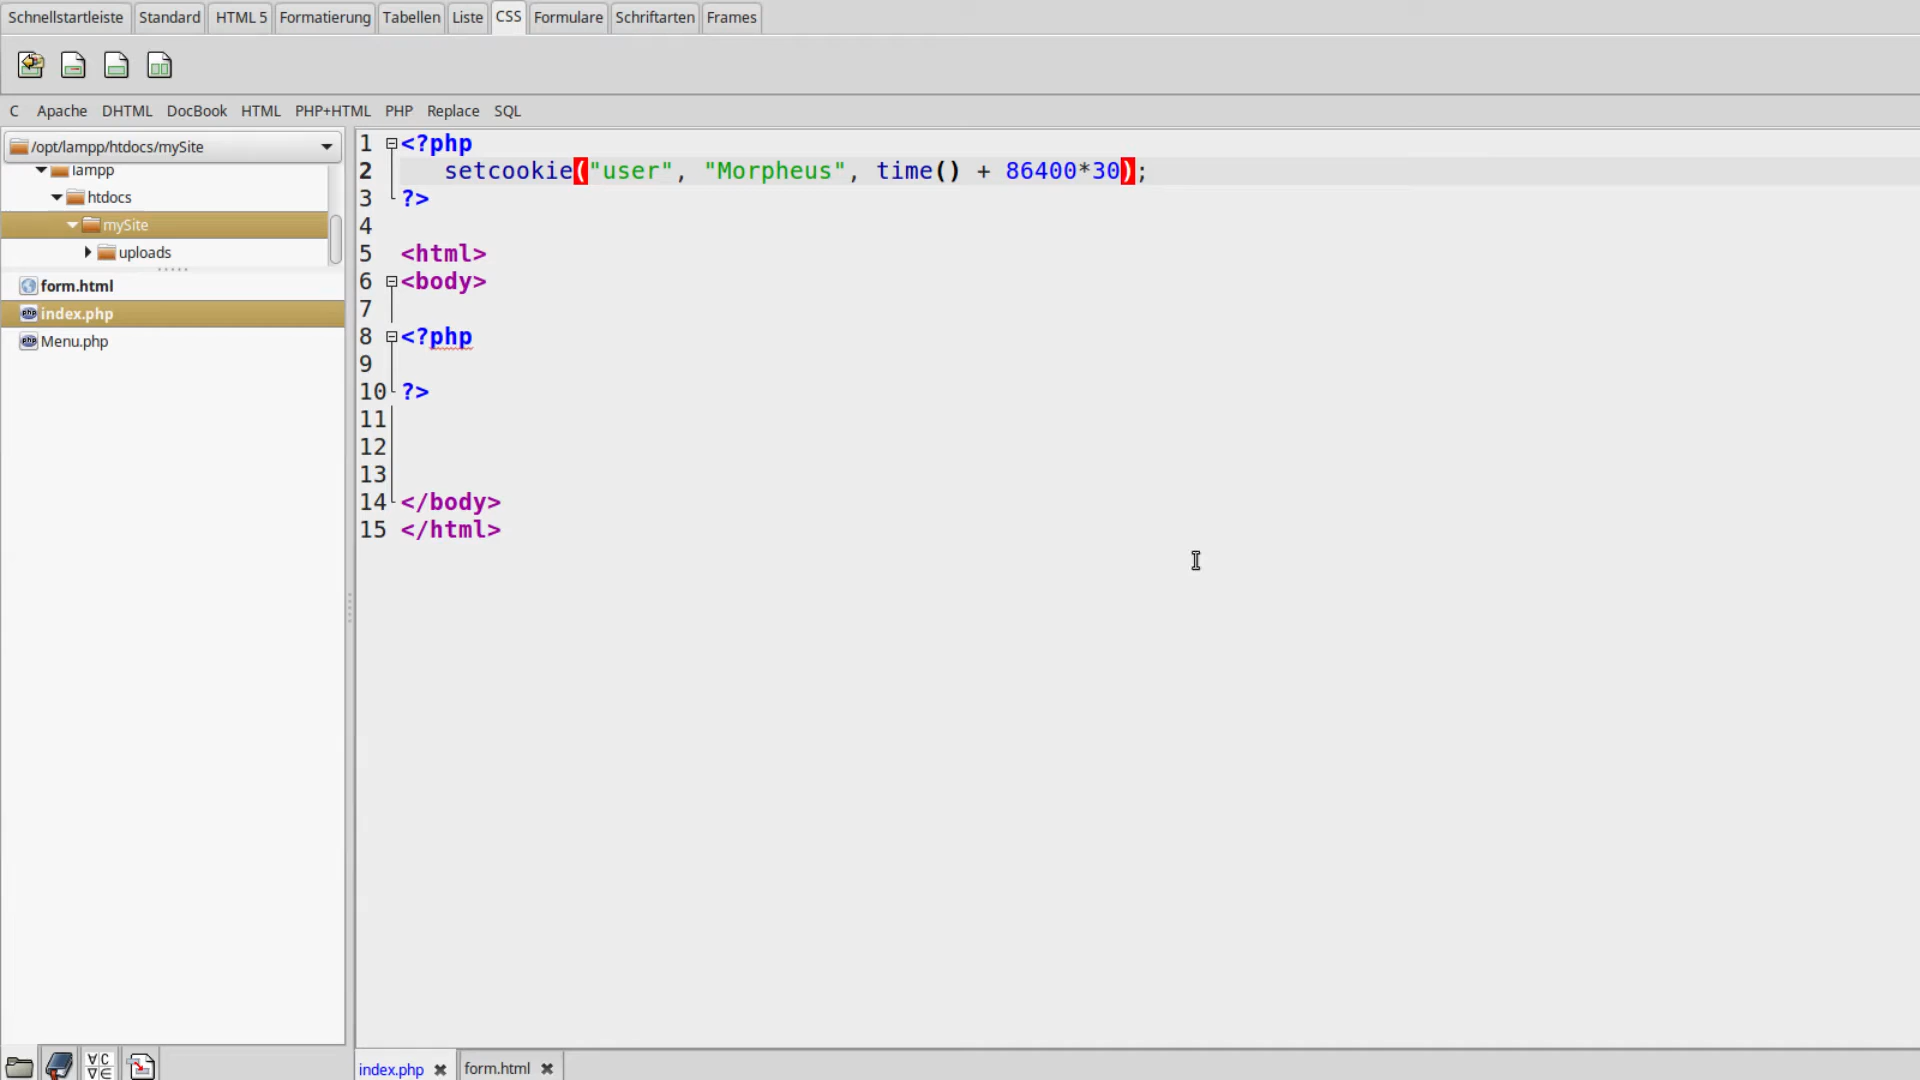 Schnellstartleiste Standard HTML 5 Formatierung Tabellen Liste CSS Formulare Schriftarten Frames
C Apache DHTML DocBook HTML PHP+HTML PHP Replace SQL
/opt/lampp/htdocs/mySite
lampp
htdocs
mySite
uploads
form.html
index.php
Menu.php
1 <?php
2 setcookie("user", "Morpheus", time() + 86400*30);
3 ?>
4
5 <html>
6 <body>
7
8 <?php
9
10 ?>
11
12
13
14 </body>
15 </html>
index.php form.html